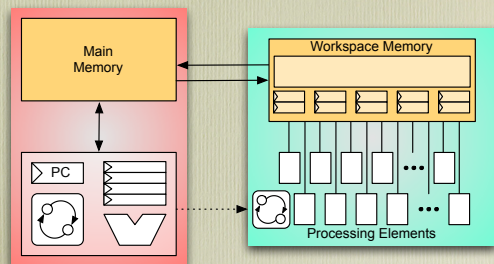 Main
Memory
PC
Workspace Memory
Processing Elements